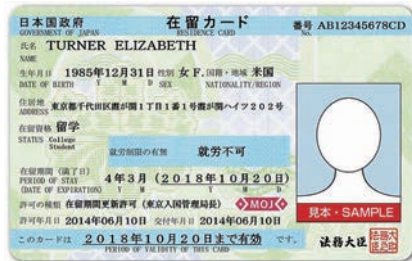 日本国政府 在留カード 番号 AB12345678CD
GOVERNMENT OF JAPAN RESIDENCE CARD No.
氏名 TURNER ELIZABETH
NAME
生年月日 1985年12月31日 性別 女 F. 国籍・地域 米国
DATE OF BIRTH Y M D SEX NATIONALITY/REGION
住居地 東京都千代田区霞が関1丁目1番1号霞が関ハイツ202号
ADDRESS
在留資格 留学
STATUS College
Student
就労制限の有無 就労不可
在留期間(満了日) 4年3月(2018年10月20日)
PERIOD OF STAY
(DATE OF EXPIRATION) Y M Y M D
許可の種類 在留期間更新許可(東京入国管理局長) MOJ
許可年月日 2014年06月10日 交付年月日 2014年06月10日
このカードは 2018年10月20日まで有効 です。
PERIOD OF VALIDITY OF THIS CARD
見本・SAMPLE
法務大臣